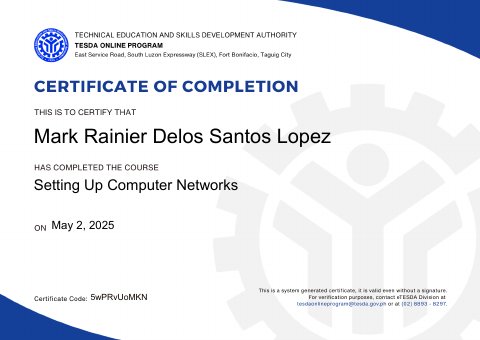 TECHNICAL EDUCATION AND SKILLS DEVELOPMENT AUTHORITY
TESDA ONLINE PROGRAM
East Service Road, South Luzon Expressway (SLEX), Fort Bonifacio, Taguig City
CERTIFICATE OF COMPLETION
THIS IS TO CERTIFY THAT
Mark Rainier Delos Santos Lopez
HAS COMPLETED THE COURSE
Setting Up Computer Networks
ON May 2, 2025
Certificate Code: 5wPRvUoMKN
This is a system generated certificate, it is valid even without a signature.
For verification purposes, contact eTESDA Division at
tesdaonlineprogram@tesda.gov.ph or at (02) 8893 - 8297.